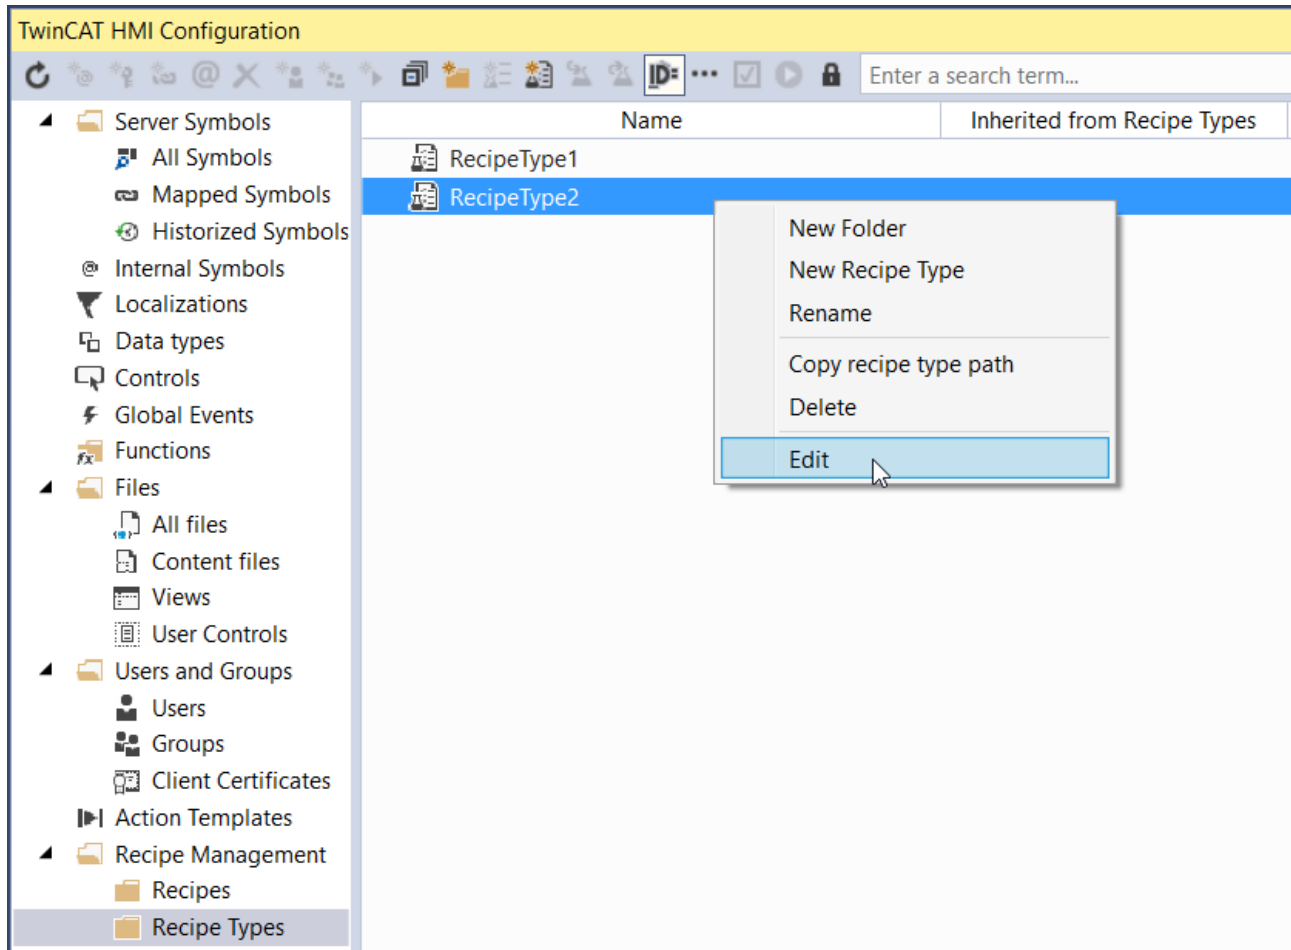 TwinCAT HMI Configuration
Enter a search term...
Server Symbols
All Symbols
Mapped Symbols
Historized Symbols
Internal Symbols
Localizations
Data types
Controls
Global Events
Functions
Files
All files
Content files
Views
User Controls
Users and Groups
Users
Groups
Client Certificates
Action Templates
Recipe Management
Recipes
Recipe Types
Name Inherited from Recipe Types
RecipeType1
RecipeType2
New Folder
New Recipe Type
Rename
Copy recipe type path
Delete
Edit